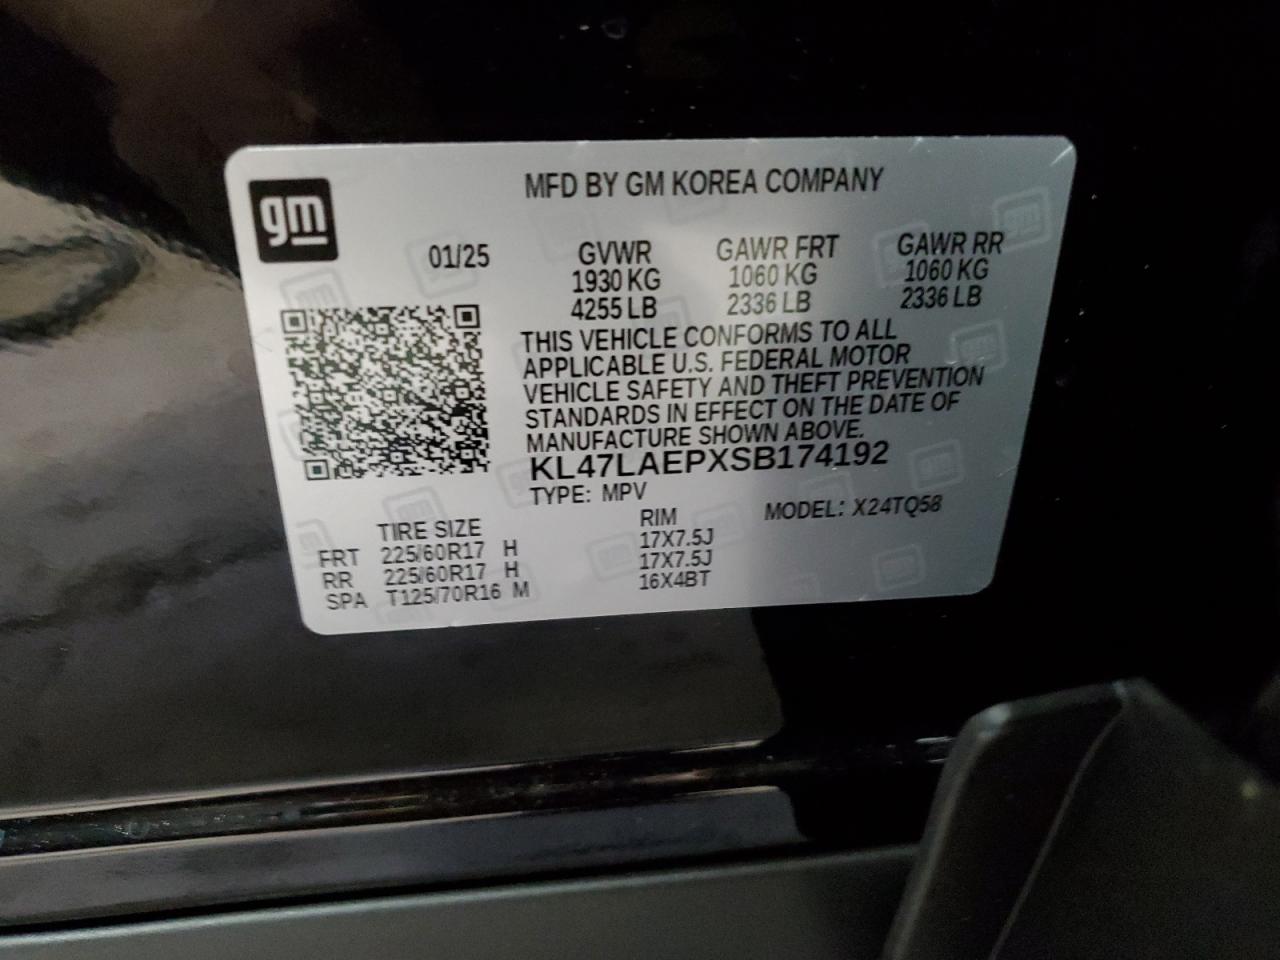 gm
MFD BY GM KOREA COMPANY
01/25 GVWR GAWR FRT GAWR RR
1930 KG 1060 KG 1060 KG
4255 LB 2336 LB 2336 LB
THIS VEHICLE CONFORMS TO ALL
APPLICABLE U.S. FEDERAL MOTOR
VEHICLE SAFETY AND THEFT PREVENTION
STANDARDS IN EFFECT ON THE DATE OF
MANUFACTURE SHOWN ABOVE.
KL47LAEPXSB174192
TYPE: MPV MODEL: X24TQ58
TIRE SIZE RIM
FRT 225/60R17 H 17X7.5J
RR 225/60R17 H 17X7.5J
SPA T125/70R16 M 16X4BT